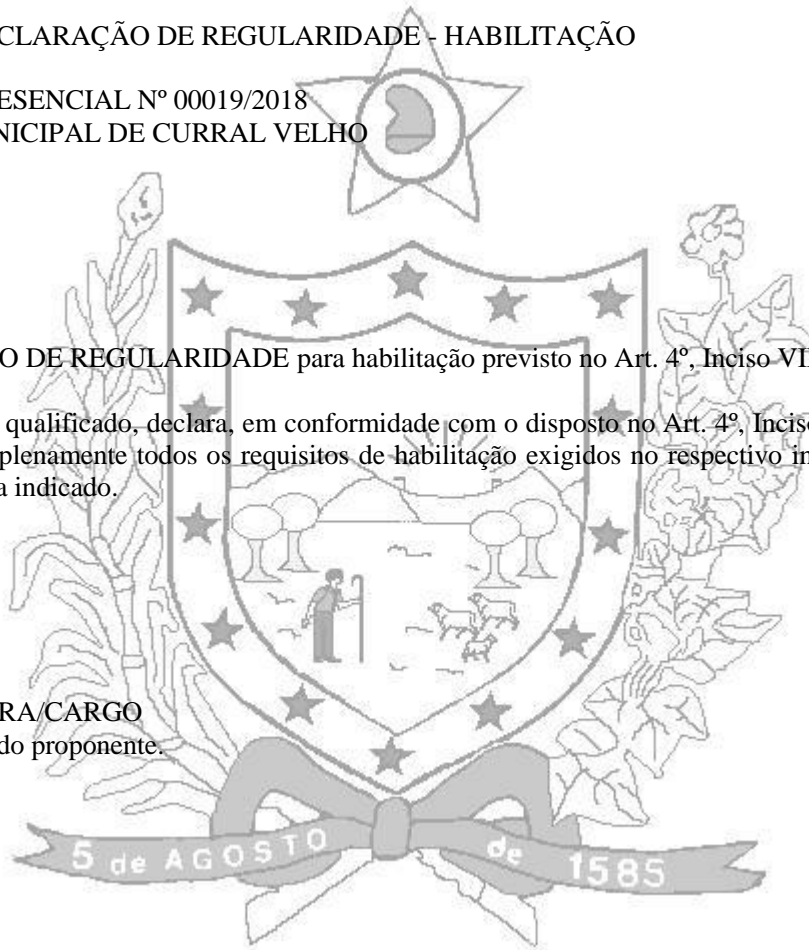 CLARAÇÃO DE REGULARIDADE - HABILITAÇÃO
ESENCIAL Nº 00019/2018
NICIPAL DE CURRAL VELHO
O DE REGULARIDADE para habilitação previsto no Art. 4º, Inciso VI
qualificado, declara, em conformidade com o disposto no Art. 4º, Inciso
plenamente todos os requisitos de habilitação exigidos no respectivo in
a indicado.
RA/CARGO
do proponente.
5 de AGOSTO de 1585